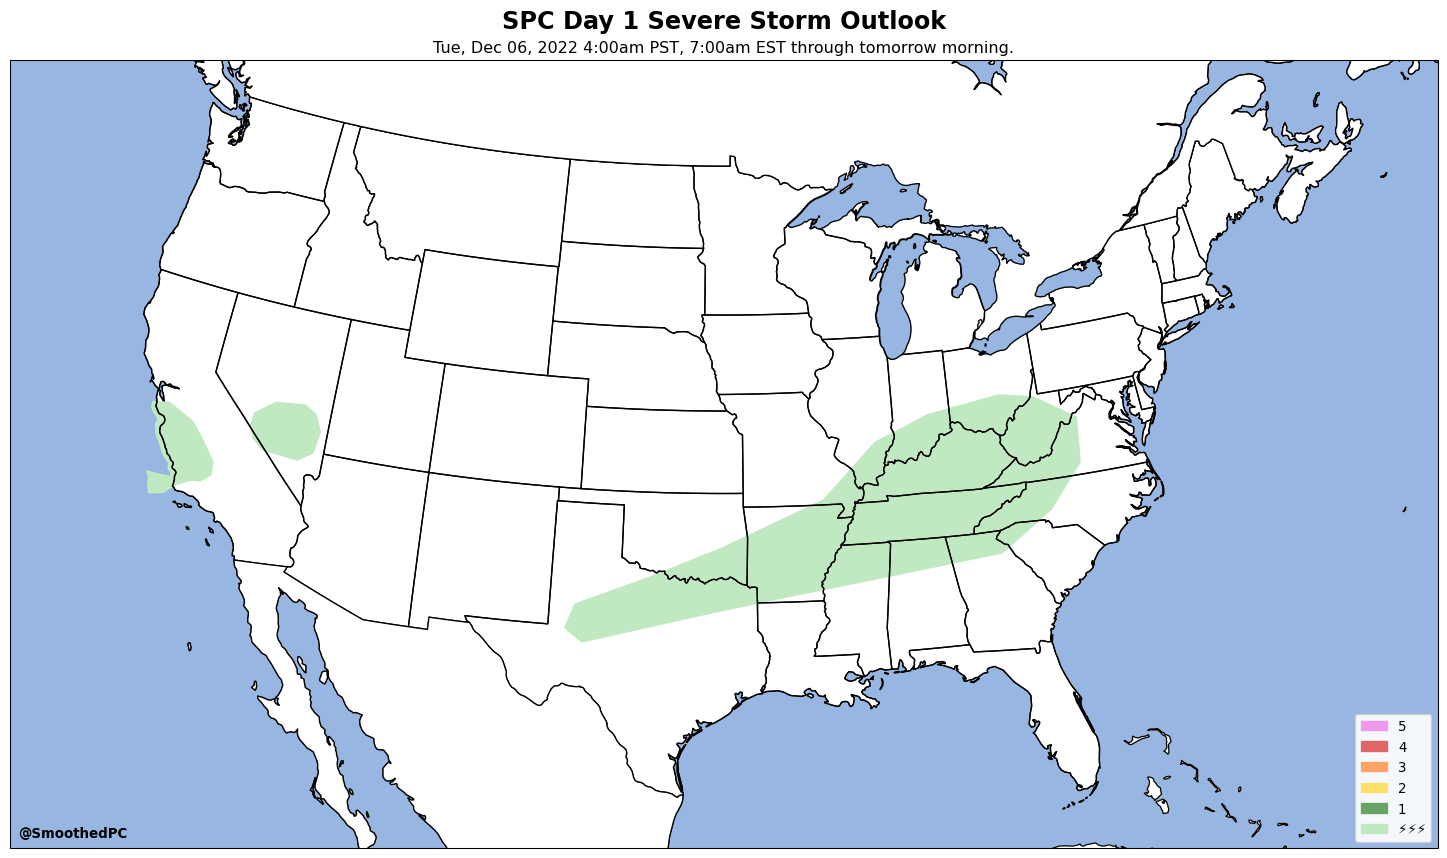 SPC Day 1 Severe Storm Outlook
Tue, Dec 06, 2022 4:00am PST, 7:00am EST through tomorrow morning.
5
4
3
2
1
⚡⚡⚡
@SmoothedPC